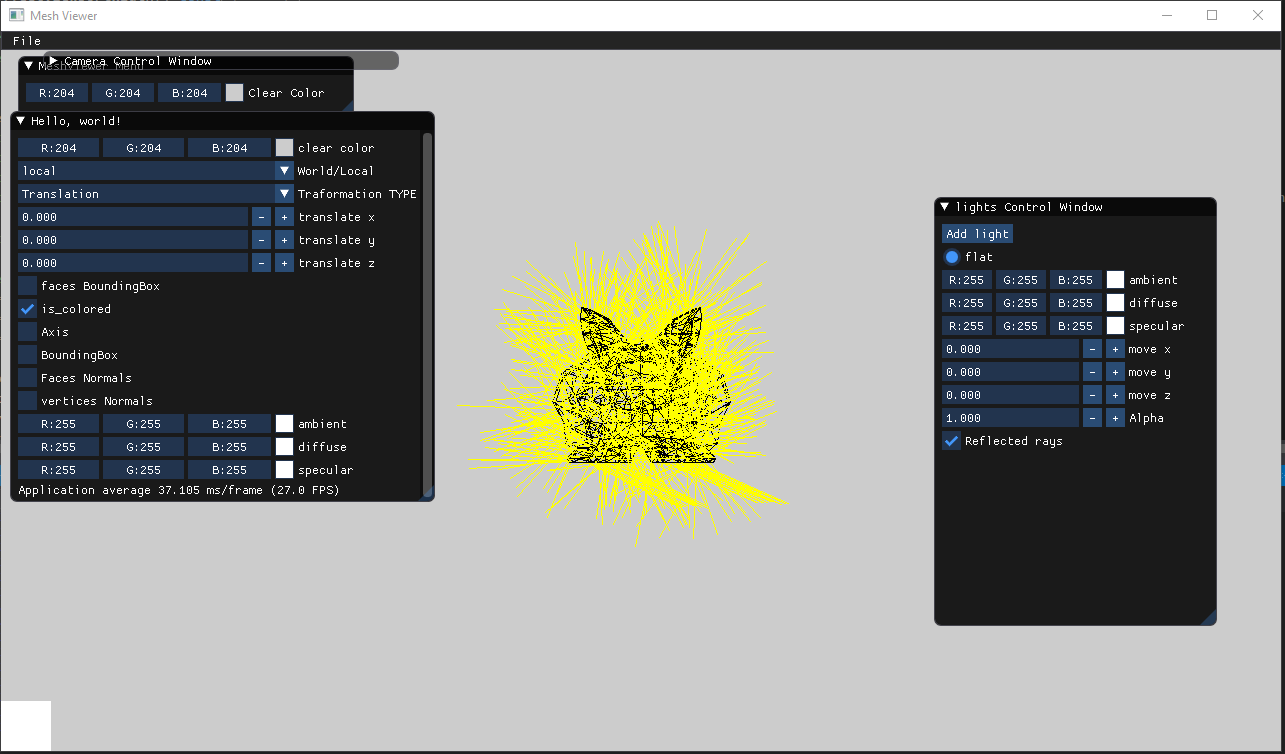 Mesh Viewer
File
Camera Control Window
MeshViewer Menu
R:204 G:204 B:204 Clear Color
Hello, world!
R:204 G:204 B:204 clear color
local World/Local
Translation Traformation TYPE
0.000 - + translate x
0.000 - + translate y
0.000 - + translate z
faces BoundingBox
is_colored
Axis
BoundingBox
Faces Normals
vertices Normals
R:255 G:255 B:255 ambient
R:255 G:255 B:255 diffuse
R:255 G:255 B:255 specular
Application average 37.105 ms/frame (27.0 FPS)
lights Control Window
Add light
flat
R:255 G:255 B:255 ambient
R:255 G:255 B:255 diffuse
R:255 G:255 B:255 specular
0.000 - + move x
0.000 - + move y
0.000 - + move z
1.000 - + Alpha
Reflected rays